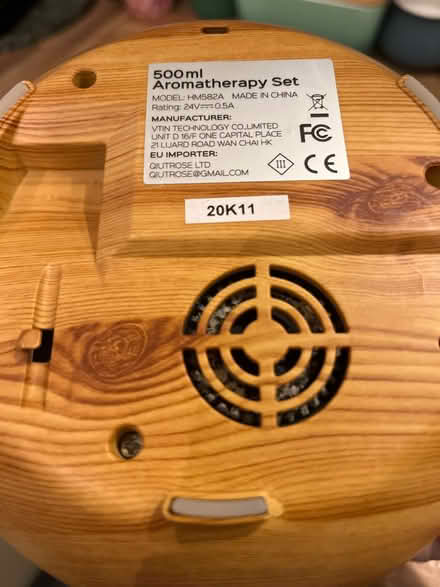 500ml
Aromatherapy Set
MODEL: HM582A MADE IN CHINA
Rating: 24V⎓0.5A
MANUFACTURER:
VTIN TECHNOLOGY CO.,LIMITED
UNIT D 16/F ONE CAPITAL PLACE
21 LUARD ROAD WAN CHAI HK
EU IMPORTER:
QIUTROSE LTD
QIUTROSE@GMAIL.COM
FC
III
CE
20K11